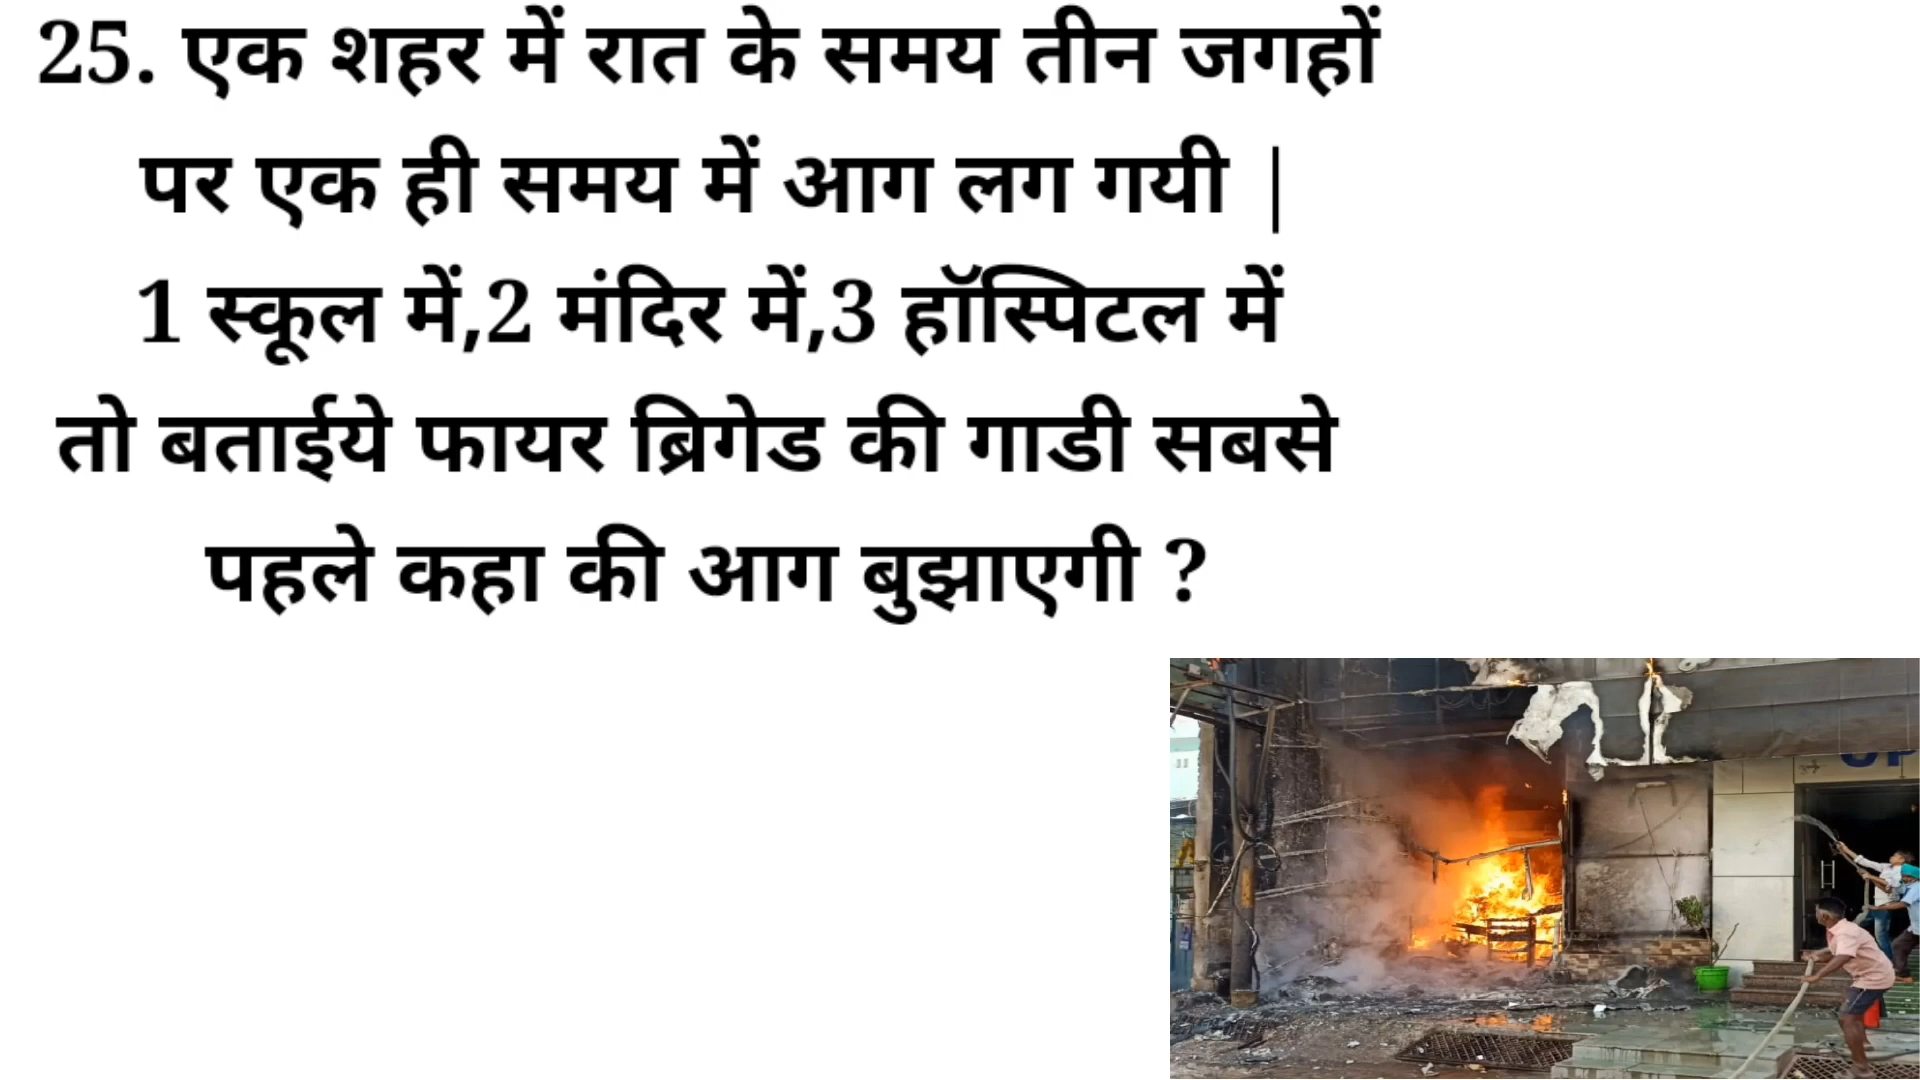 25. एक शहर में रात के समय तीन जगहों
पर एक ही समय में आग लग गयी |
1 स्कूल में,2 मंदिर में,3 हॉस्पिटल में
तो बताईये फायर ब्रिगेड की गाडी सबसे
पहले कहा की आग बुझाएगी ?